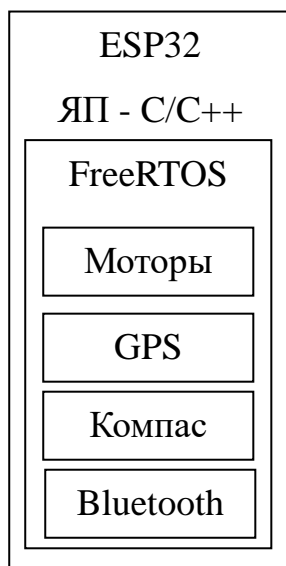 ESP32
ЯП - C/C++
FreeRTOS
Моторы
GPS
Компас
Bluetooth